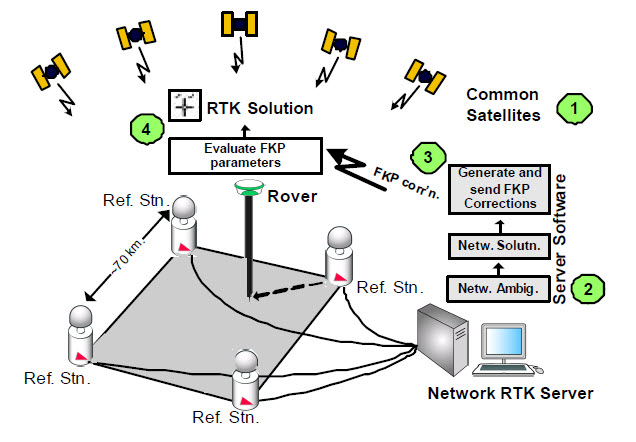 Common
Satellites
1
RTK Solution
4
Evaluate FKP
parameters
3
FKP corr'n.
Generate and
send FKP
Corrections
Netw. Solutn.
Netw. Ambig.
2
Server Software
Rover
Ref. Stn.
~70 km.
Ref. Stn.
Ref. Stn.
Ref. Stn.
Network RTK Server